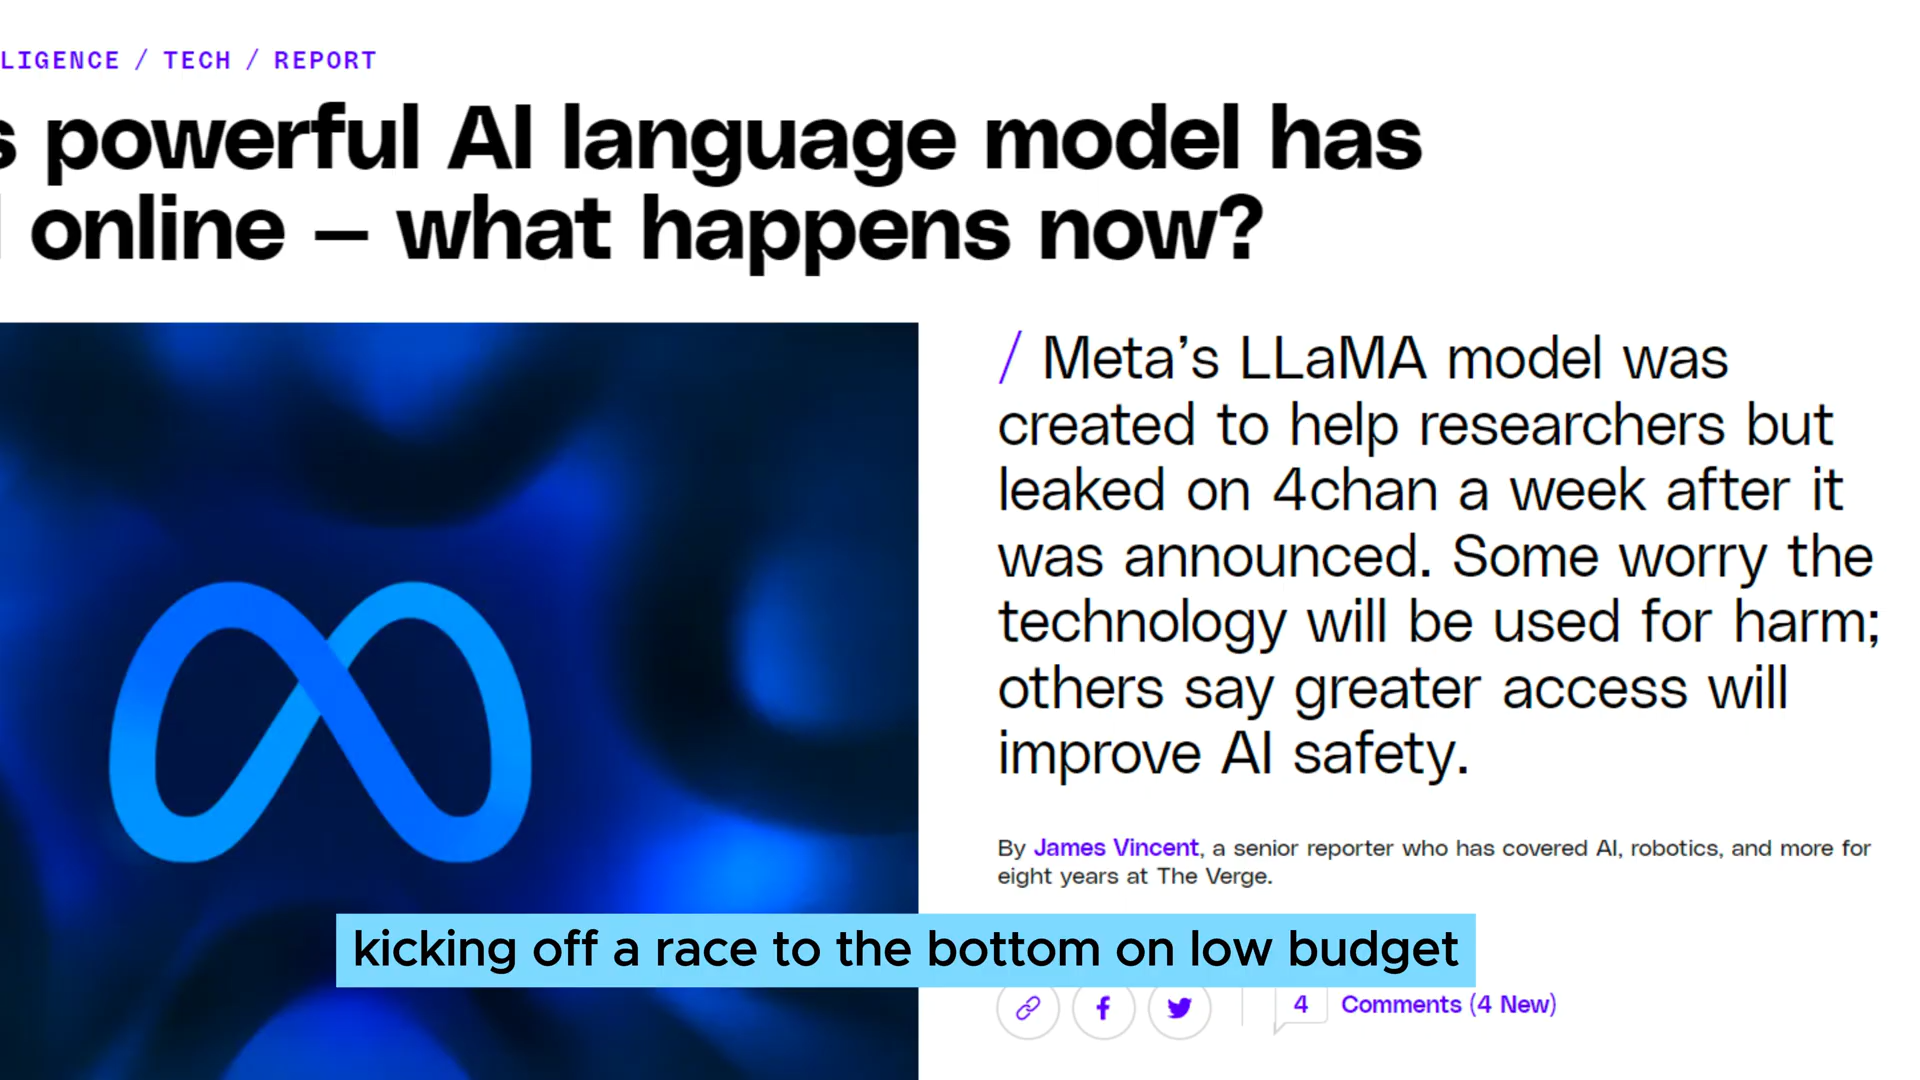 LIGENCE / TECH / REPORT
s powerful AI language model has
online — what happens now?
/ Meta’s LLaMA model was
created to help researchers but
leaked on 4chan a week after it
was announced. Some worry the
technology will be used for harm;
others say greater access will
improve AI safety.
By James Vincent, a senior reporter who has covered AI, robotics, and more for
eight years at The Verge.
kicking off a race to the bottom on low budget
4 Comments (4 New)